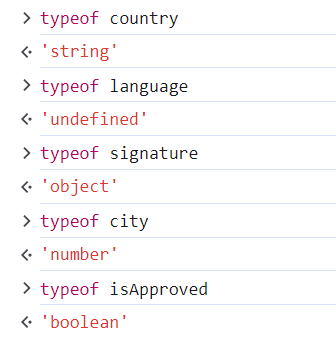 typeof country
'string'
typeof language
'undefined'
typeof signature
'object'
typeof city
'number'
typeof isApproved
'boolean'